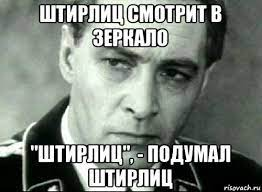 ШТИРЛИЦ СМОТРИТ В
ЗЕРКАЛО
"ШТИРЛИЦ", - ПОДУМАЛ
ШТИРЛИЦ
risovach.ru